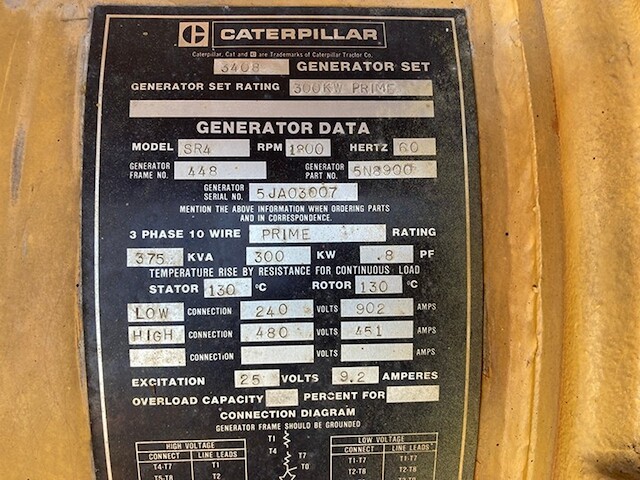 CATERPILLAR
Caterpillar, Cat and C are Trademarks of Caterpillar Tractor Co.
3408 GENERATOR SET
GENERATOR SET RATING 300KW PRIME
GENERATOR DATA
MODEL SR4 RPM 1800 HERTZ 60
GENERATOR FRAME NO. 448 GENERATOR PART NO. 5N8900
GENERATOR SERIAL NO. 5JA03007
MENTION THE ABOVE INFORMATION WHEN ORDERING PARTS
AND IN CORRESPONDENCE.
3 PHASE 10 WIRE PRIME RATING
375 KVA 300 KW .8 PF
TEMPERATURE RISE BY RESISTANCE FOR CONTINUOUS LOAD
STATOR 130 °C ROTOR 130 °C
LOW CONNECTION 240 VOLTS 902 AMPS
HIGH CONNECTION 480 VOLTS 451 AMPS
CONNECTION VOLTS AMPS
EXCITATION 25 VOLTS 9.2 AMPERES
OVERLOAD CAPACITY PERCENT FOR
CONNECTION DIAGRAM
GENERATOR FRAME SHOULD BE GROUNDED
HIGH VOLTAGE T1 LOW VOLTAGE
CONNECT LINE LEADS T4 T7 CONNECT LINE LEADS
T4-T7 T1 T8 T1-T7 T1-T7
T5-T8 T2 T2-T8 T2-T8